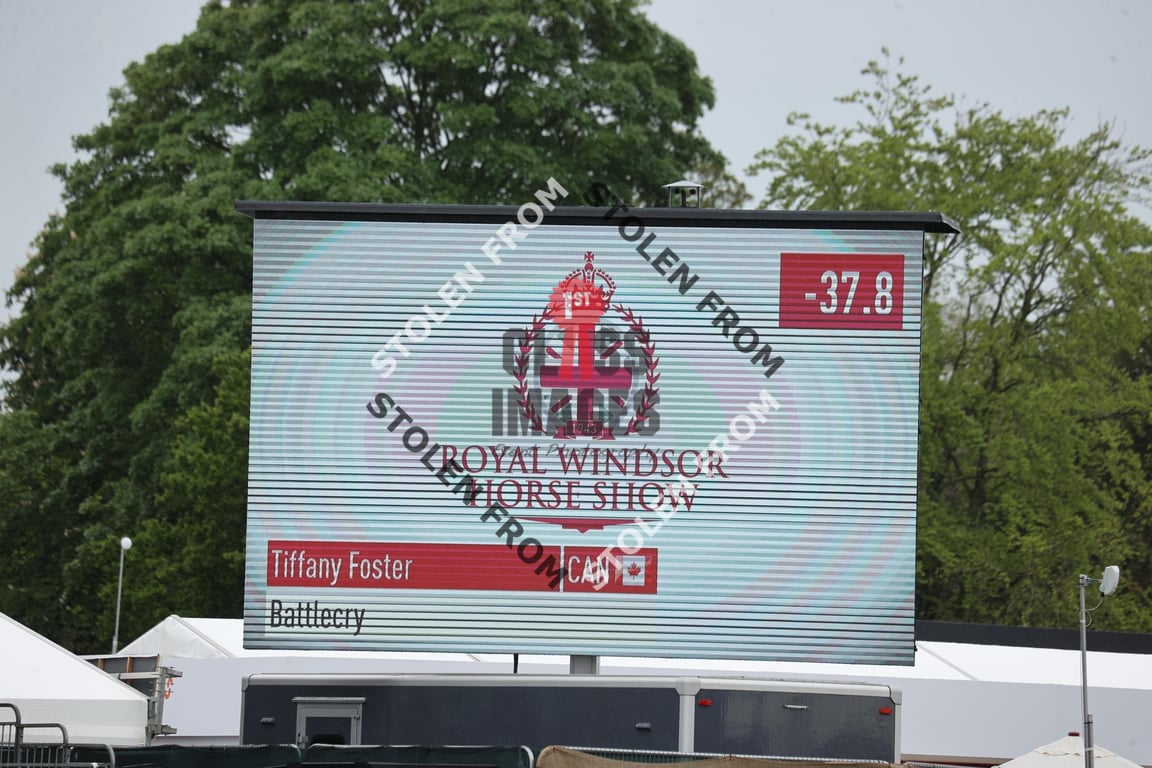 -37.8
1ST
CLASS
IMAGES
1943
ROYAL WINDSOR
HORSE SHOW
Tiffany Foster CAN
Battlecry
STOLEN FROM
STOLEN FROM
STOLEN FROM
STOLEN FROM